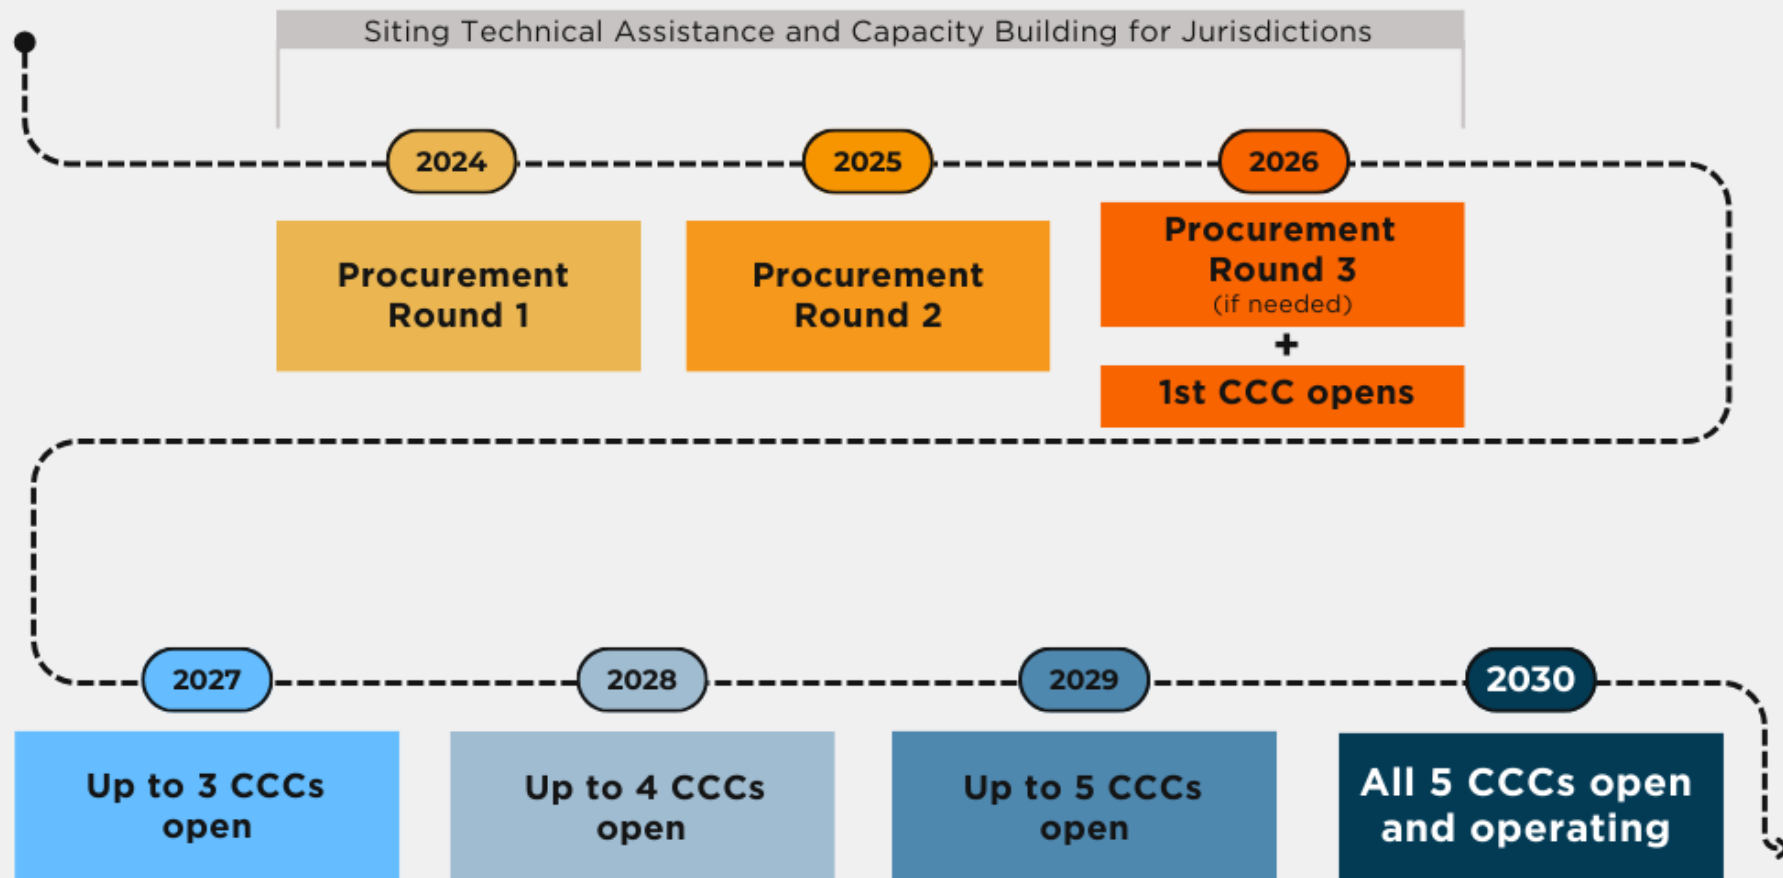 Siting Technical Assistance and Capacity Building for Jurisdictions
2024
2025
2026
Procurement
Round 1
Procurement
Round 2
Procurement
Round 3
(if needed)
+
1st CCC opens
2027
2028
2029
2030
Up to 3 CCCs
open
Up to 4 CCCs
open
Up to 5 CCCs
open
All 5 CCCs open
and operating